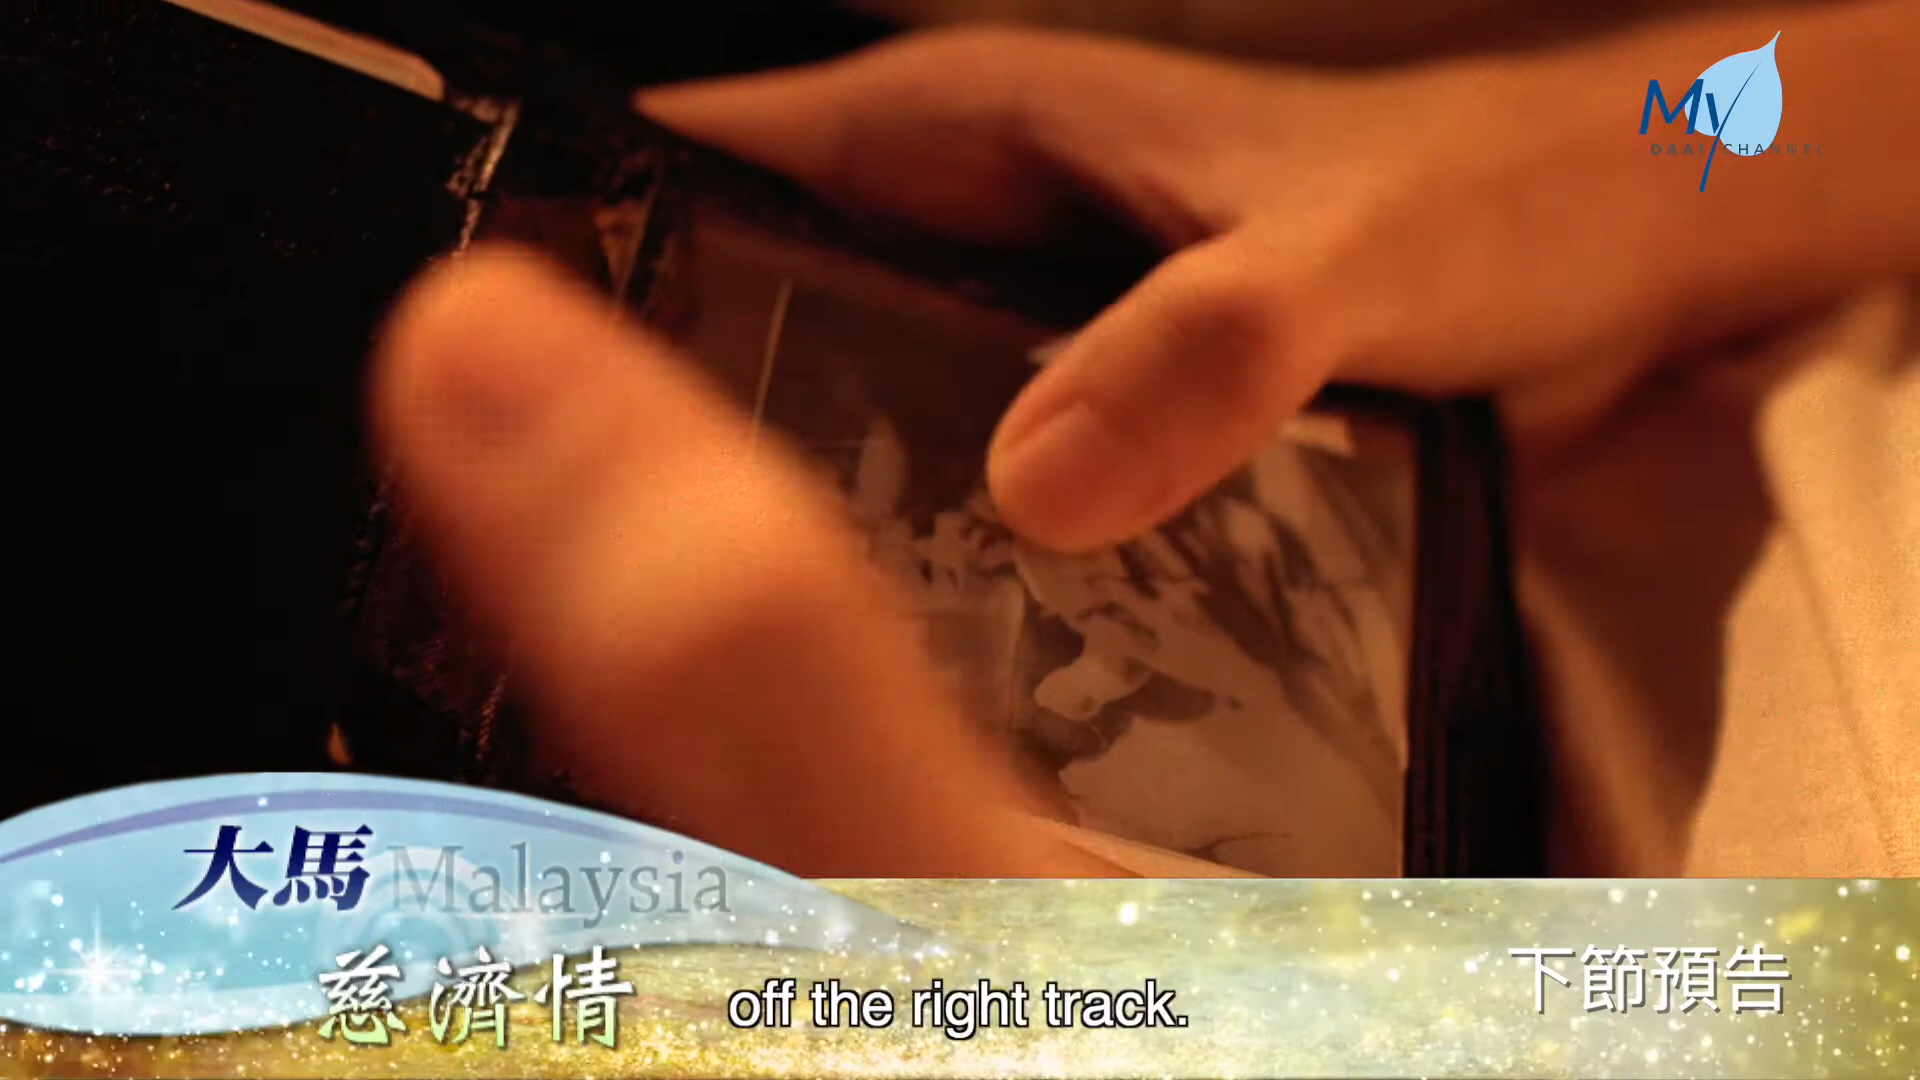 My
DAAI CHANNEL
大馬 Malaysia
慈濟情
off the right track.
下節預告